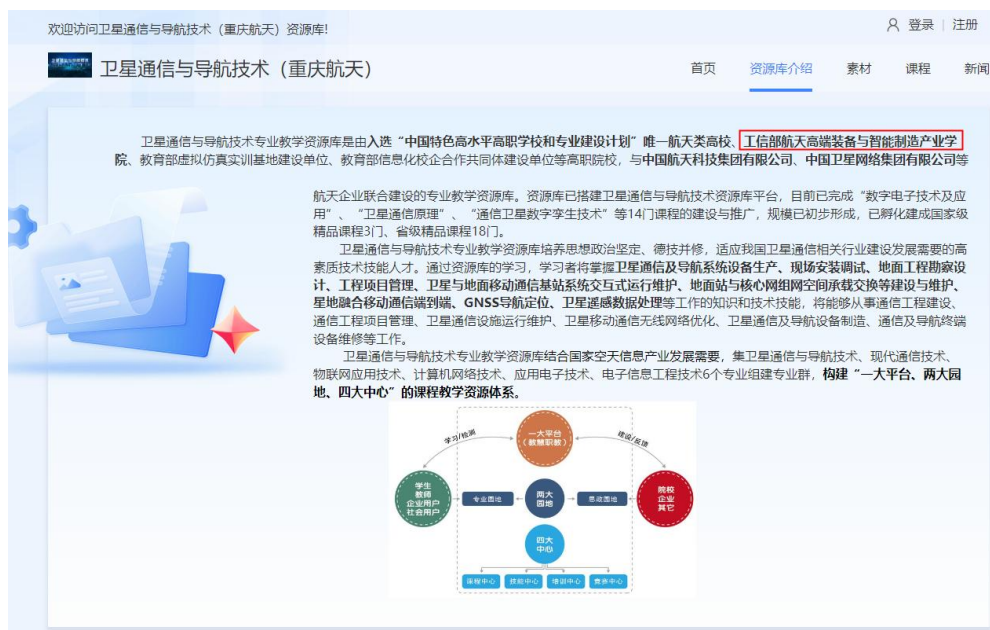 欢迎访问卫星通信与导航技术（重庆航天）资源库!
登录 | 注册
卫星通信与导航技术（重庆航天）
首页 资源库介绍 素材 课程 新闻
卫星通信与导航技术专业教学资源库是由入选“中国特色高水平高职学校和专业建设计划”唯一航天类高校、工信部航天高端装备与智能制造产业学
院、教育部虚拟仿真实训基地建设单位、教育部信息化校企合作共同体建设单位等高职院校，与中国航天科技集团有限公司、中国卫星网络集团有限公司等
航天企业联合建设的专业教学资源库。资源库已搭建卫星通信与导航技术资源库平台，目前已完成“数字电子技术及应
用”、“卫星通信原理”、“通信卫星数字孪生技术”等14门课程的建设与推广，规模已初步形成，已孵化建成国家级
精品课程3门、省级精品课程18门。
卫星通信与导航技术专业教学资源库培养思想政治坚定、德技并修，适应我国卫星通信相关行业建设发展需要的高
素质技术技能人才。通过资源库的学习，学习者将掌握卫星通信及导航系统设备生产、现场安装调试、地面工程勘察设
计、工程项目管理、卫星与地面移动通信基站系统交互式运行维护、地面站与核心网组网空间承载交换等建设与维护、
星地融合移动通信端到端、GNSS导航定位、卫星遥感数据处理等工作的知识和技术技能，将能够从事通信工程建设、
通信工程项目管理、卫星通信设施运行维护、卫星移动通信无线网络优化、卫星通信及导航设备制造、通信及导航终端
设备维修等工作。
卫星通信与导航技术专业教学资源库结合国家空天信息产业发展需要，集卫星通信与导航技术、现代通信技术、
物联网应用技术、计算机网络技术、应用电子技术、电子信息工程技术6个专业组建专业群，构建“一大平台、两大园
地、四大中心”的课程教学资源体系。
学习/检测
一大平台
（智慧职教）
建设/反馈
学生
教师
企业用户
社会用户
专业园地
两大
园地
思政园地
院校
企业
其它
四大
中心
课程中心 技能中心 培训中心 竞赛中心